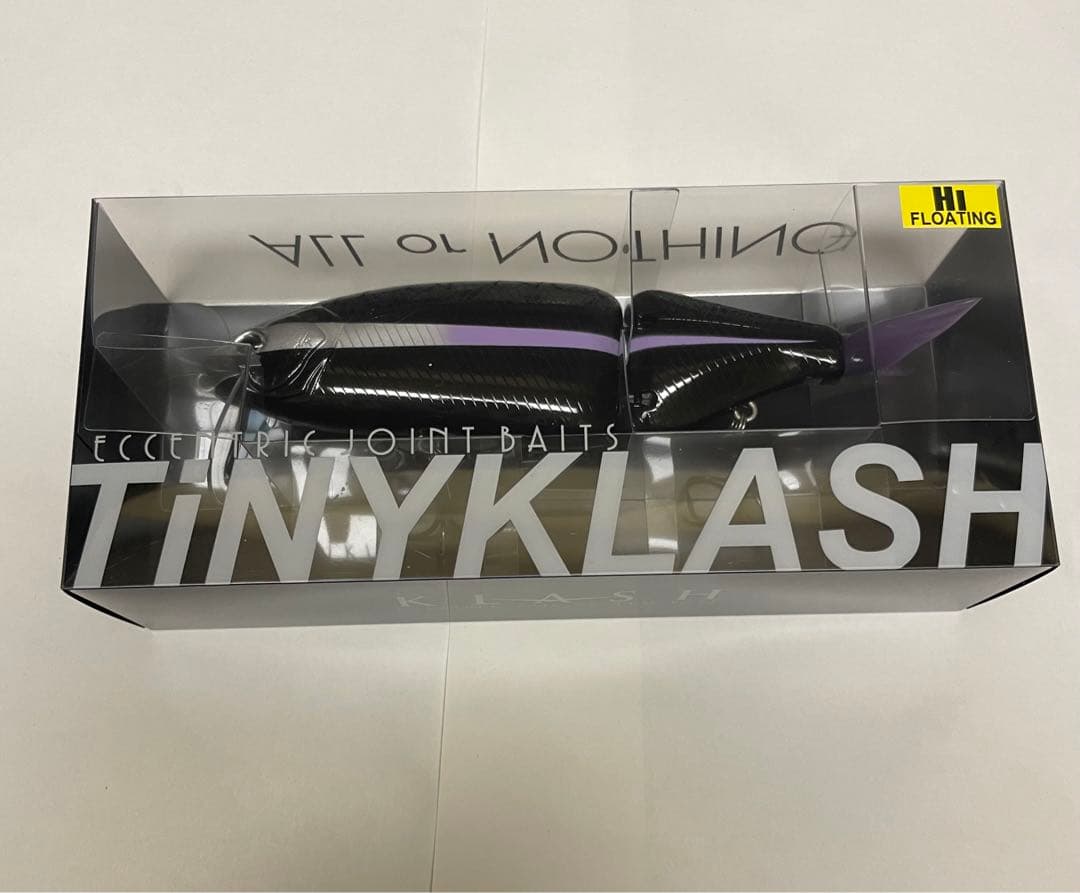 HI
FLOATING
ALL or NOTHING
ECCENTRIC JOINT BAITS
TiNYKLASH
KLASH